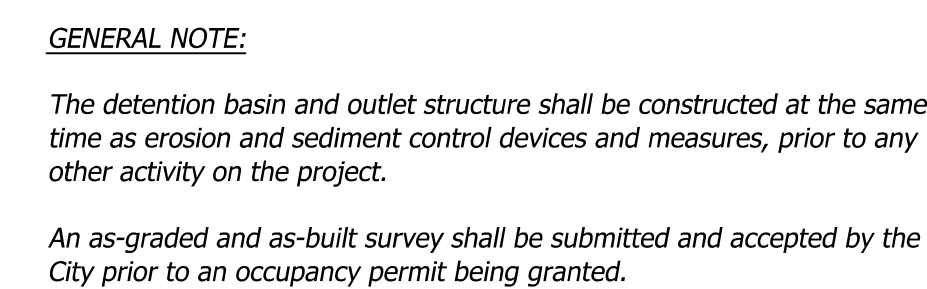 GENERAL NOTE:
The detention basin and outlet structure shall be constructed at the same
time as erosion and sediment control devices and measures, prior to any
other activity on the project.
An as-graded and as-built survey shall be submitted and accepted by the
City prior to an occupancy permit being granted.